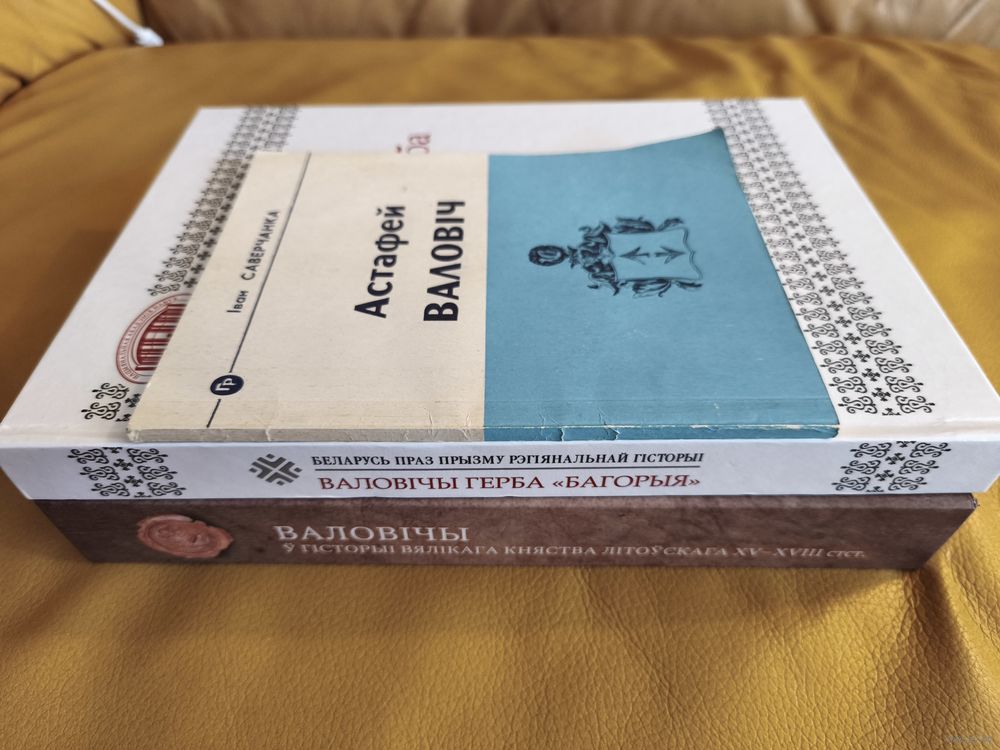 Іван САВЕРЧАНКА
Астафей
ВАЛОВІЧ
ГР
БЕЛАРУСЬ ПРАЗ ПРЫЗМУ РЭГІЯНАЛЬНАЙ ГІСТОРЫІ
ВАЛОВІЧЫ ГЕРБА «БАГОРЫЯ»
ВАЛОВІЧЫ
Ў ГІСТОРЫІ ВЯЛІКАГА КНЯСТВА ЛІТОЎСКАГА XV–XVIII стст.